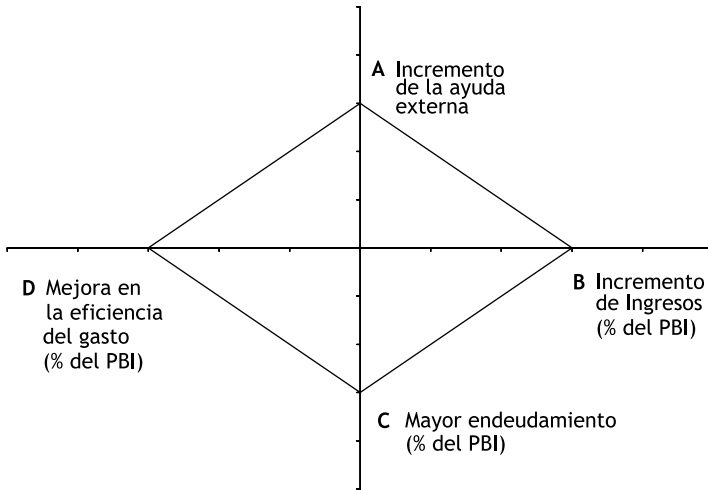 A Incremento
de la ayuda
externa
D Mejora en
la eficiencia
del gasto
(% del PBI)
B Incremento
de Ingresos
(% del PBI)
C Mayor endeudamiento
(% del PBI)